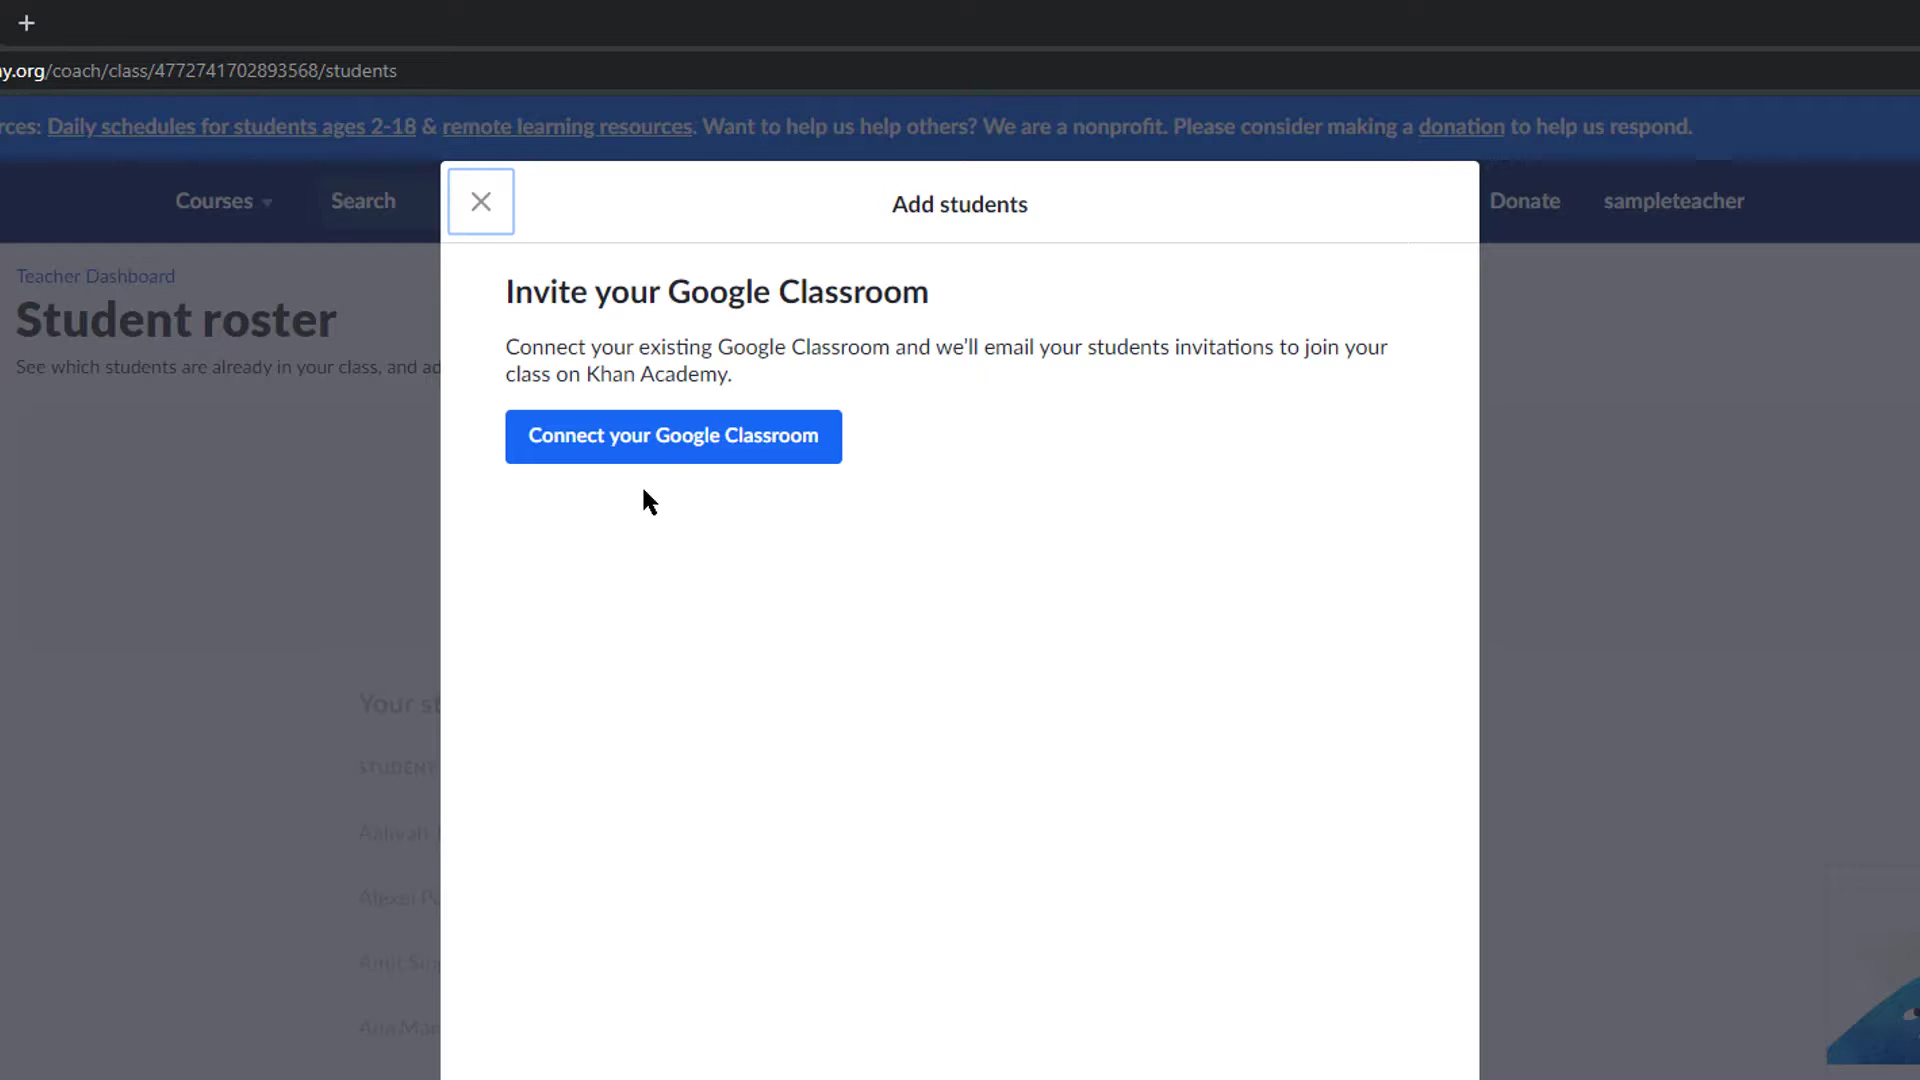 y.org/coach/class/4772741702893568/students
rces: Daily schedules for students ages 2-18 & remote learning resources. Want to help us help others? We are a nonprofit. Please consider making a donation to help us respond.
Courses
Search
Donate
sampleteacher
Add students
Teacher Dashboard
Student roster
See which students are already in your class, and ad
Invite your Google Classroom
Connect your existing Google Classroom and we'll email your students invitations to join your
class on Khan Academy.
Connect your Google Classroom
Your st
STUDENT
Aaliyah
Alexei Po
Amit Sing
Ana Mar